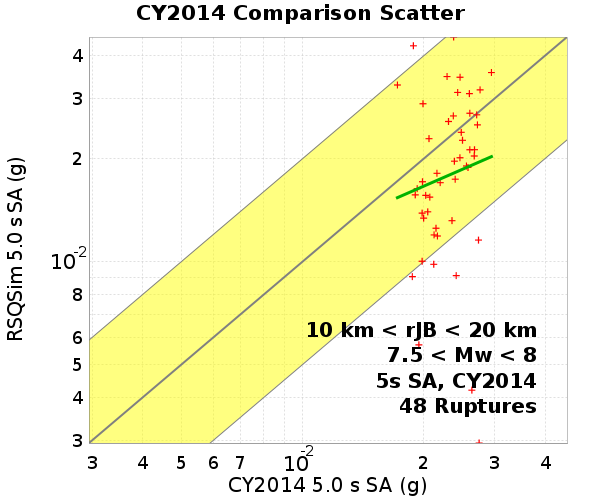 CY2014 Comparison Scatter
RSQSim 5.0 s SA (g)
4
3
2
10-2
8
6
5
4
3
10 km < rJB < 20 km
7.5 < Mw < 8
5s SA, CY2014
48 Ruptures
3 4 5 6 7 10-2 2 3 4
CY2014 5.0 s SA (g)